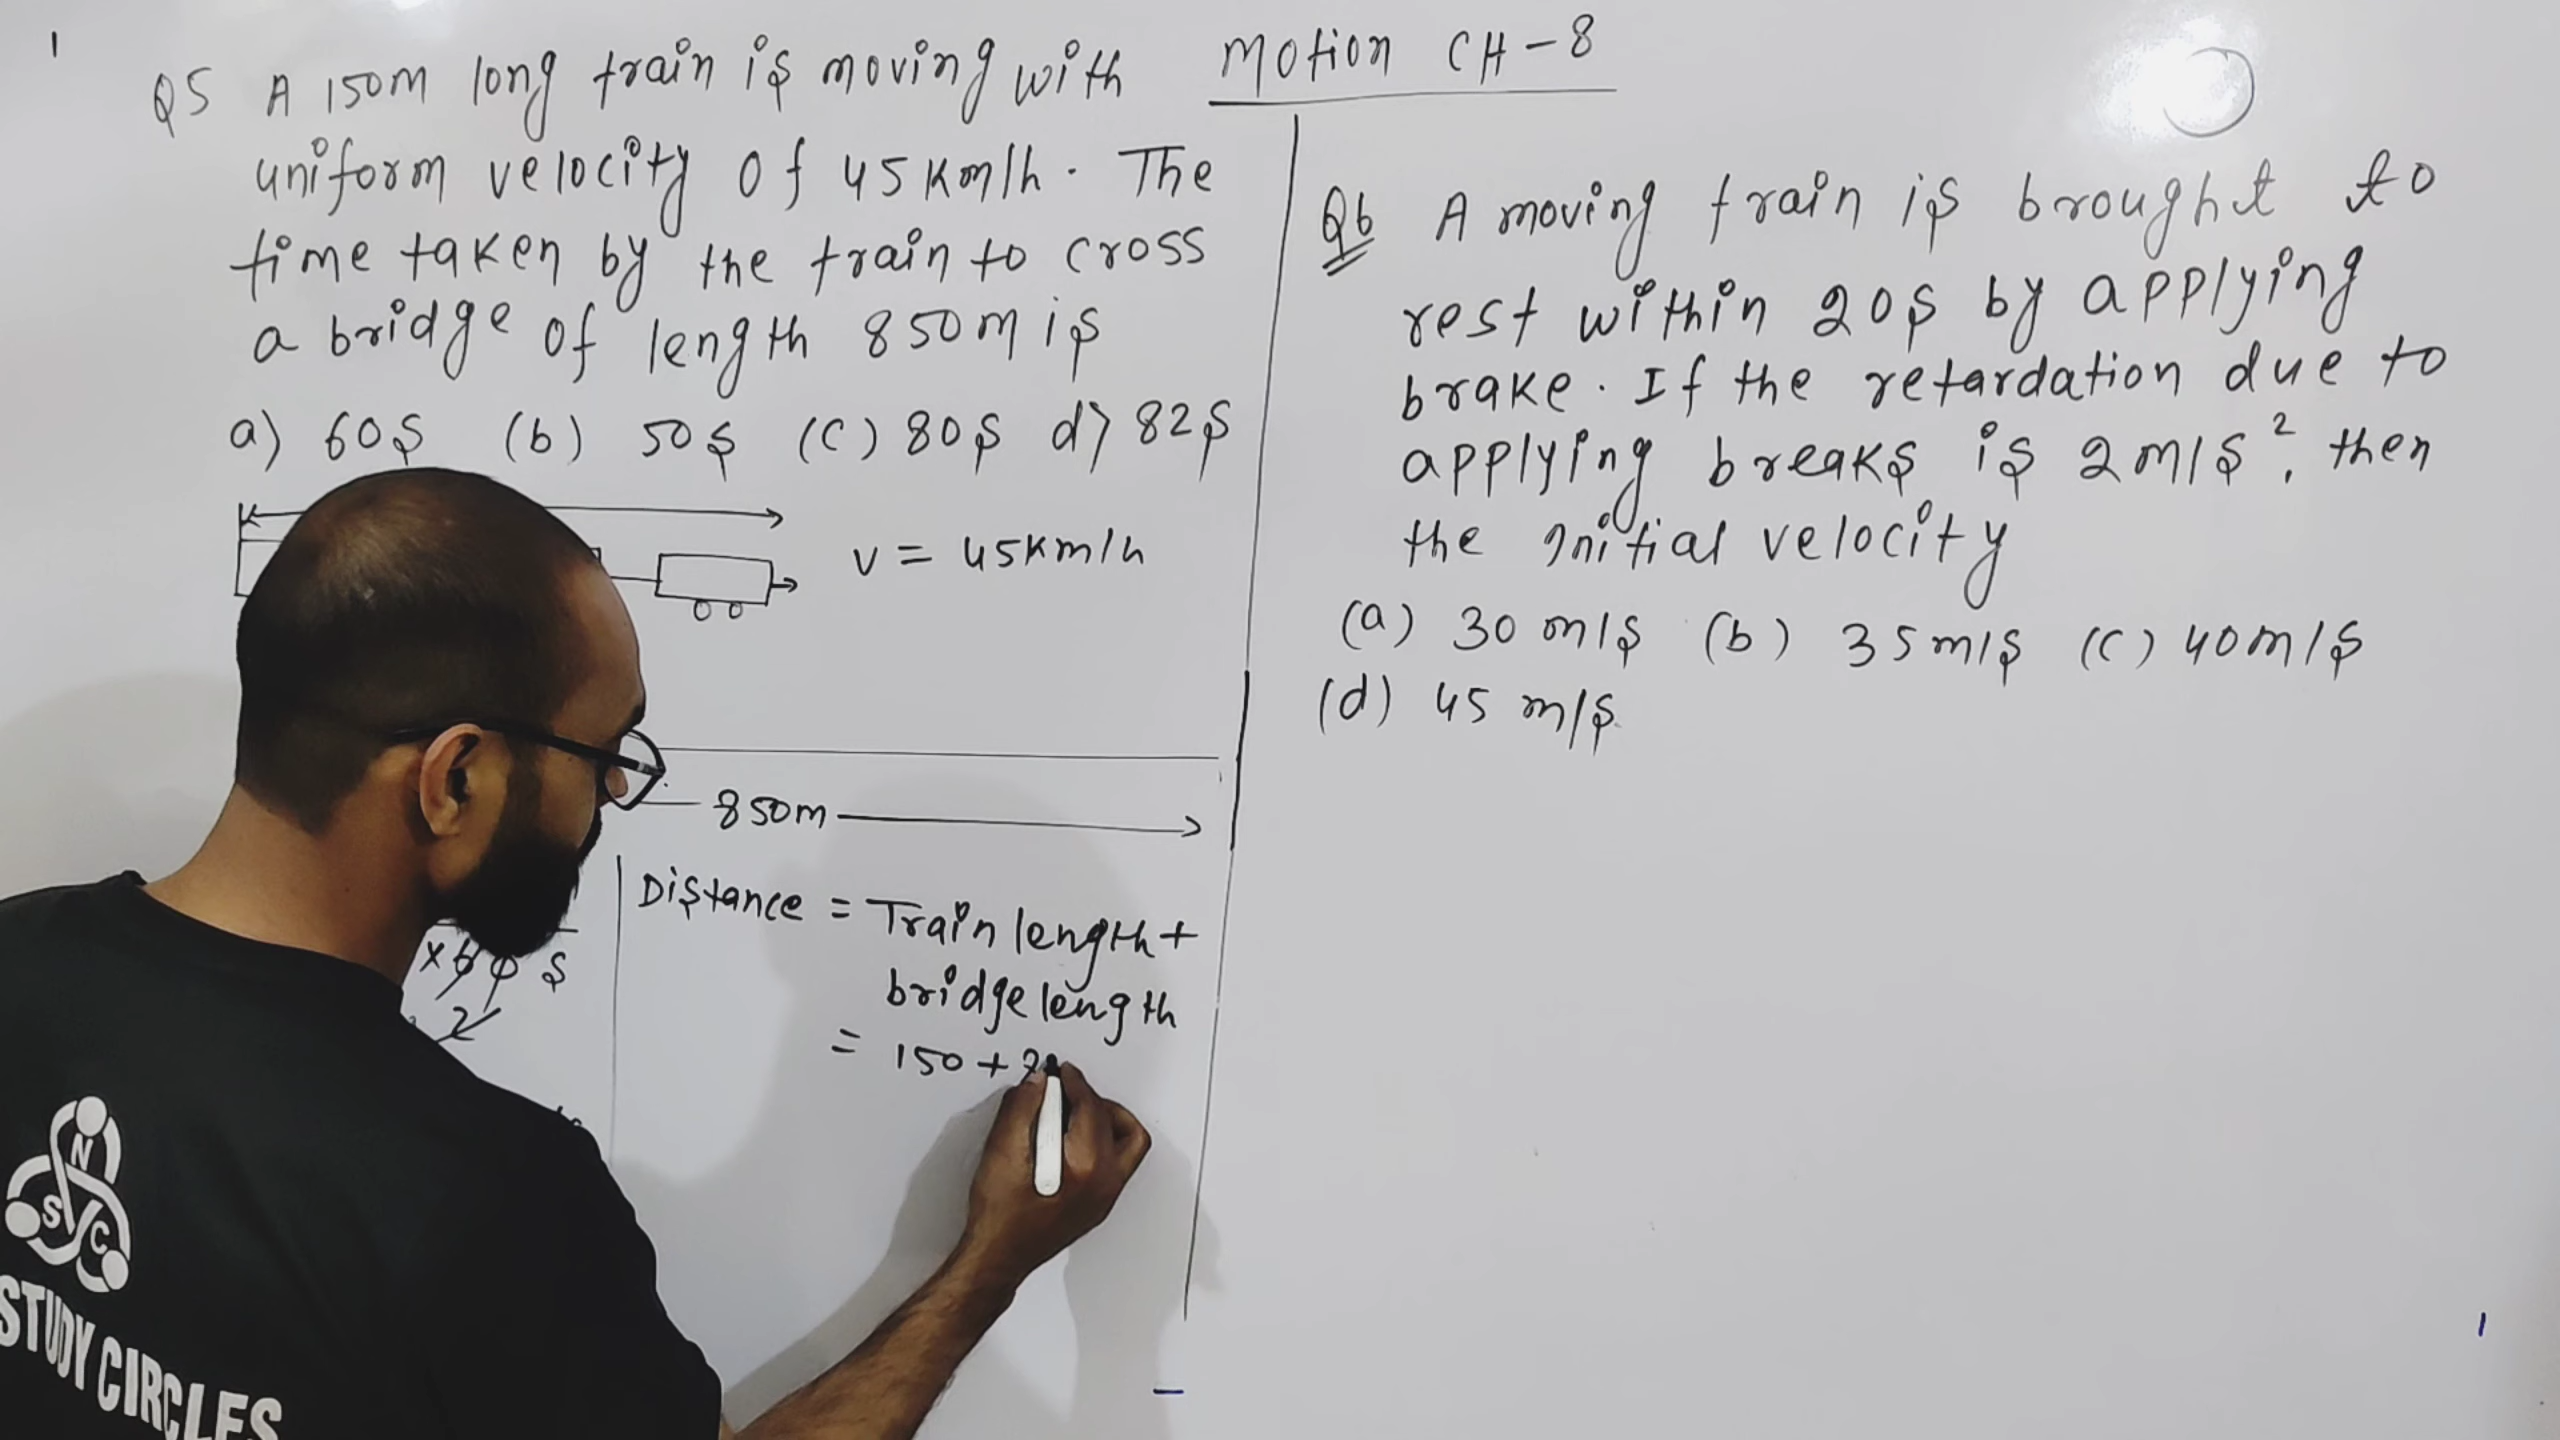 Motion CH-8
Q5 A 150m long train is moving with
uniform velocity of 45Km/h. The
time taken by the train to cross
a bridge of length 850m is
a) 60s (b) 50s (c) 80s d) 82s
v = 45Km/h
850m
x60 s
2
Distance = Train length+
bridge length
= 150+
Q6 A moving train is brought to
rest within 20s by applying
brake. If the retardation due to
applying breaks is 2m/s², then
the Initial velocity
(a) 30 m/s (b) 35m/s (c) 40m/s
(d) 45 m/s.
N
S C
STUDY CIRCLES